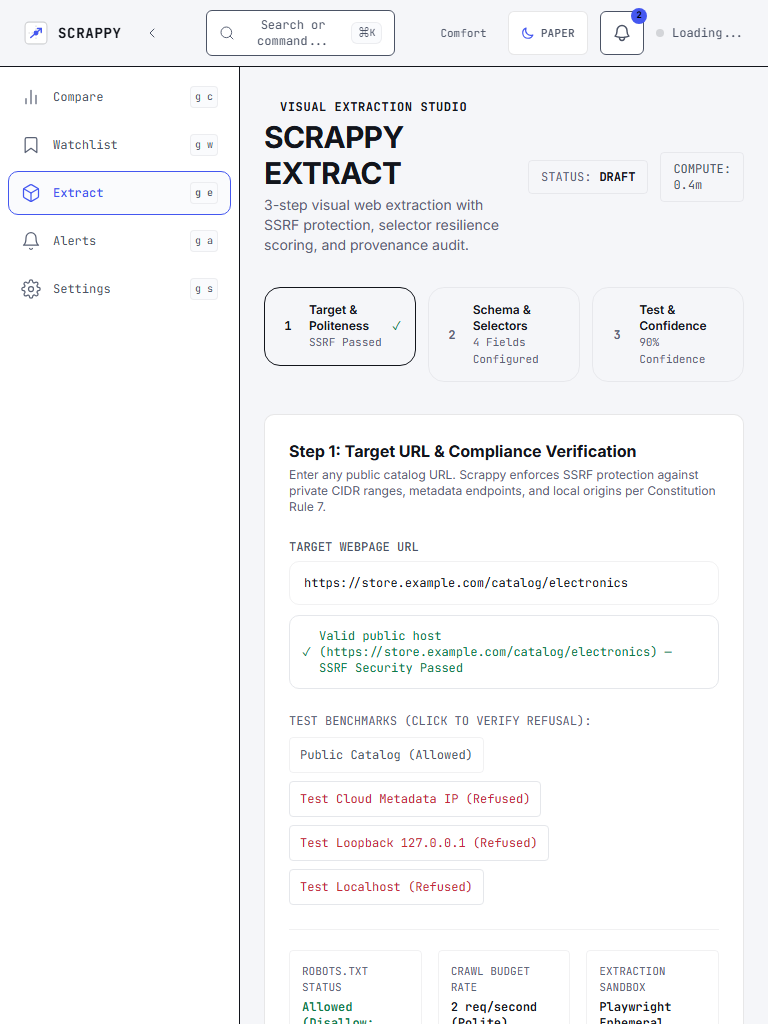 SCRAPPY
Search or
command...
⌘K
Comfort
PAPER
2
Loading...
Compare
g c
Watchlist
g w
Extract
g e
Alerts
g a
Settings
g s
VISUAL EXTRACTION STUDIO
SCRAPPY
EXTRACT
3-step visual web extraction with
SSRF protection, selector resilience
scoring, and provenance audit.
STATUS: DRAFT
COMPUTE:
0.4m
1
Target &
Politeness
SSRF Passed
✓
2
Schema &
Selectors
4 Fields
Configured
3
Test &
Confidence
90%
Confidence
Step 1: Target URL & Compliance Verification
Enter any public catalog URL. Scrappy enforces SSRF protection against
private CIDR ranges, metadata endpoints, and local origins per Constitution
Rule 7.
TARGET WEBPAGE URL
https://store.example.com/catalog/electronics
Valid public host
✓ (https://store.example.com/catalog/electronics) —
SSRF Security Passed
TEST BENCHMARKS (CLICK TO VERIFY REFUSAL):
Public Catalog (Allowed)
Test Cloud Metadata IP (Refused)
Test Loopback 127.0.0.1 (Refused)
Test Localhost (Refused)
ROBOTS.TXT
STATUS
Allowed
(Disallow:
CRAWL BUDGET
RATE
2 req/second
(Polite)
EXTRACTION
SANDBOX
Playwright
Ephemeral